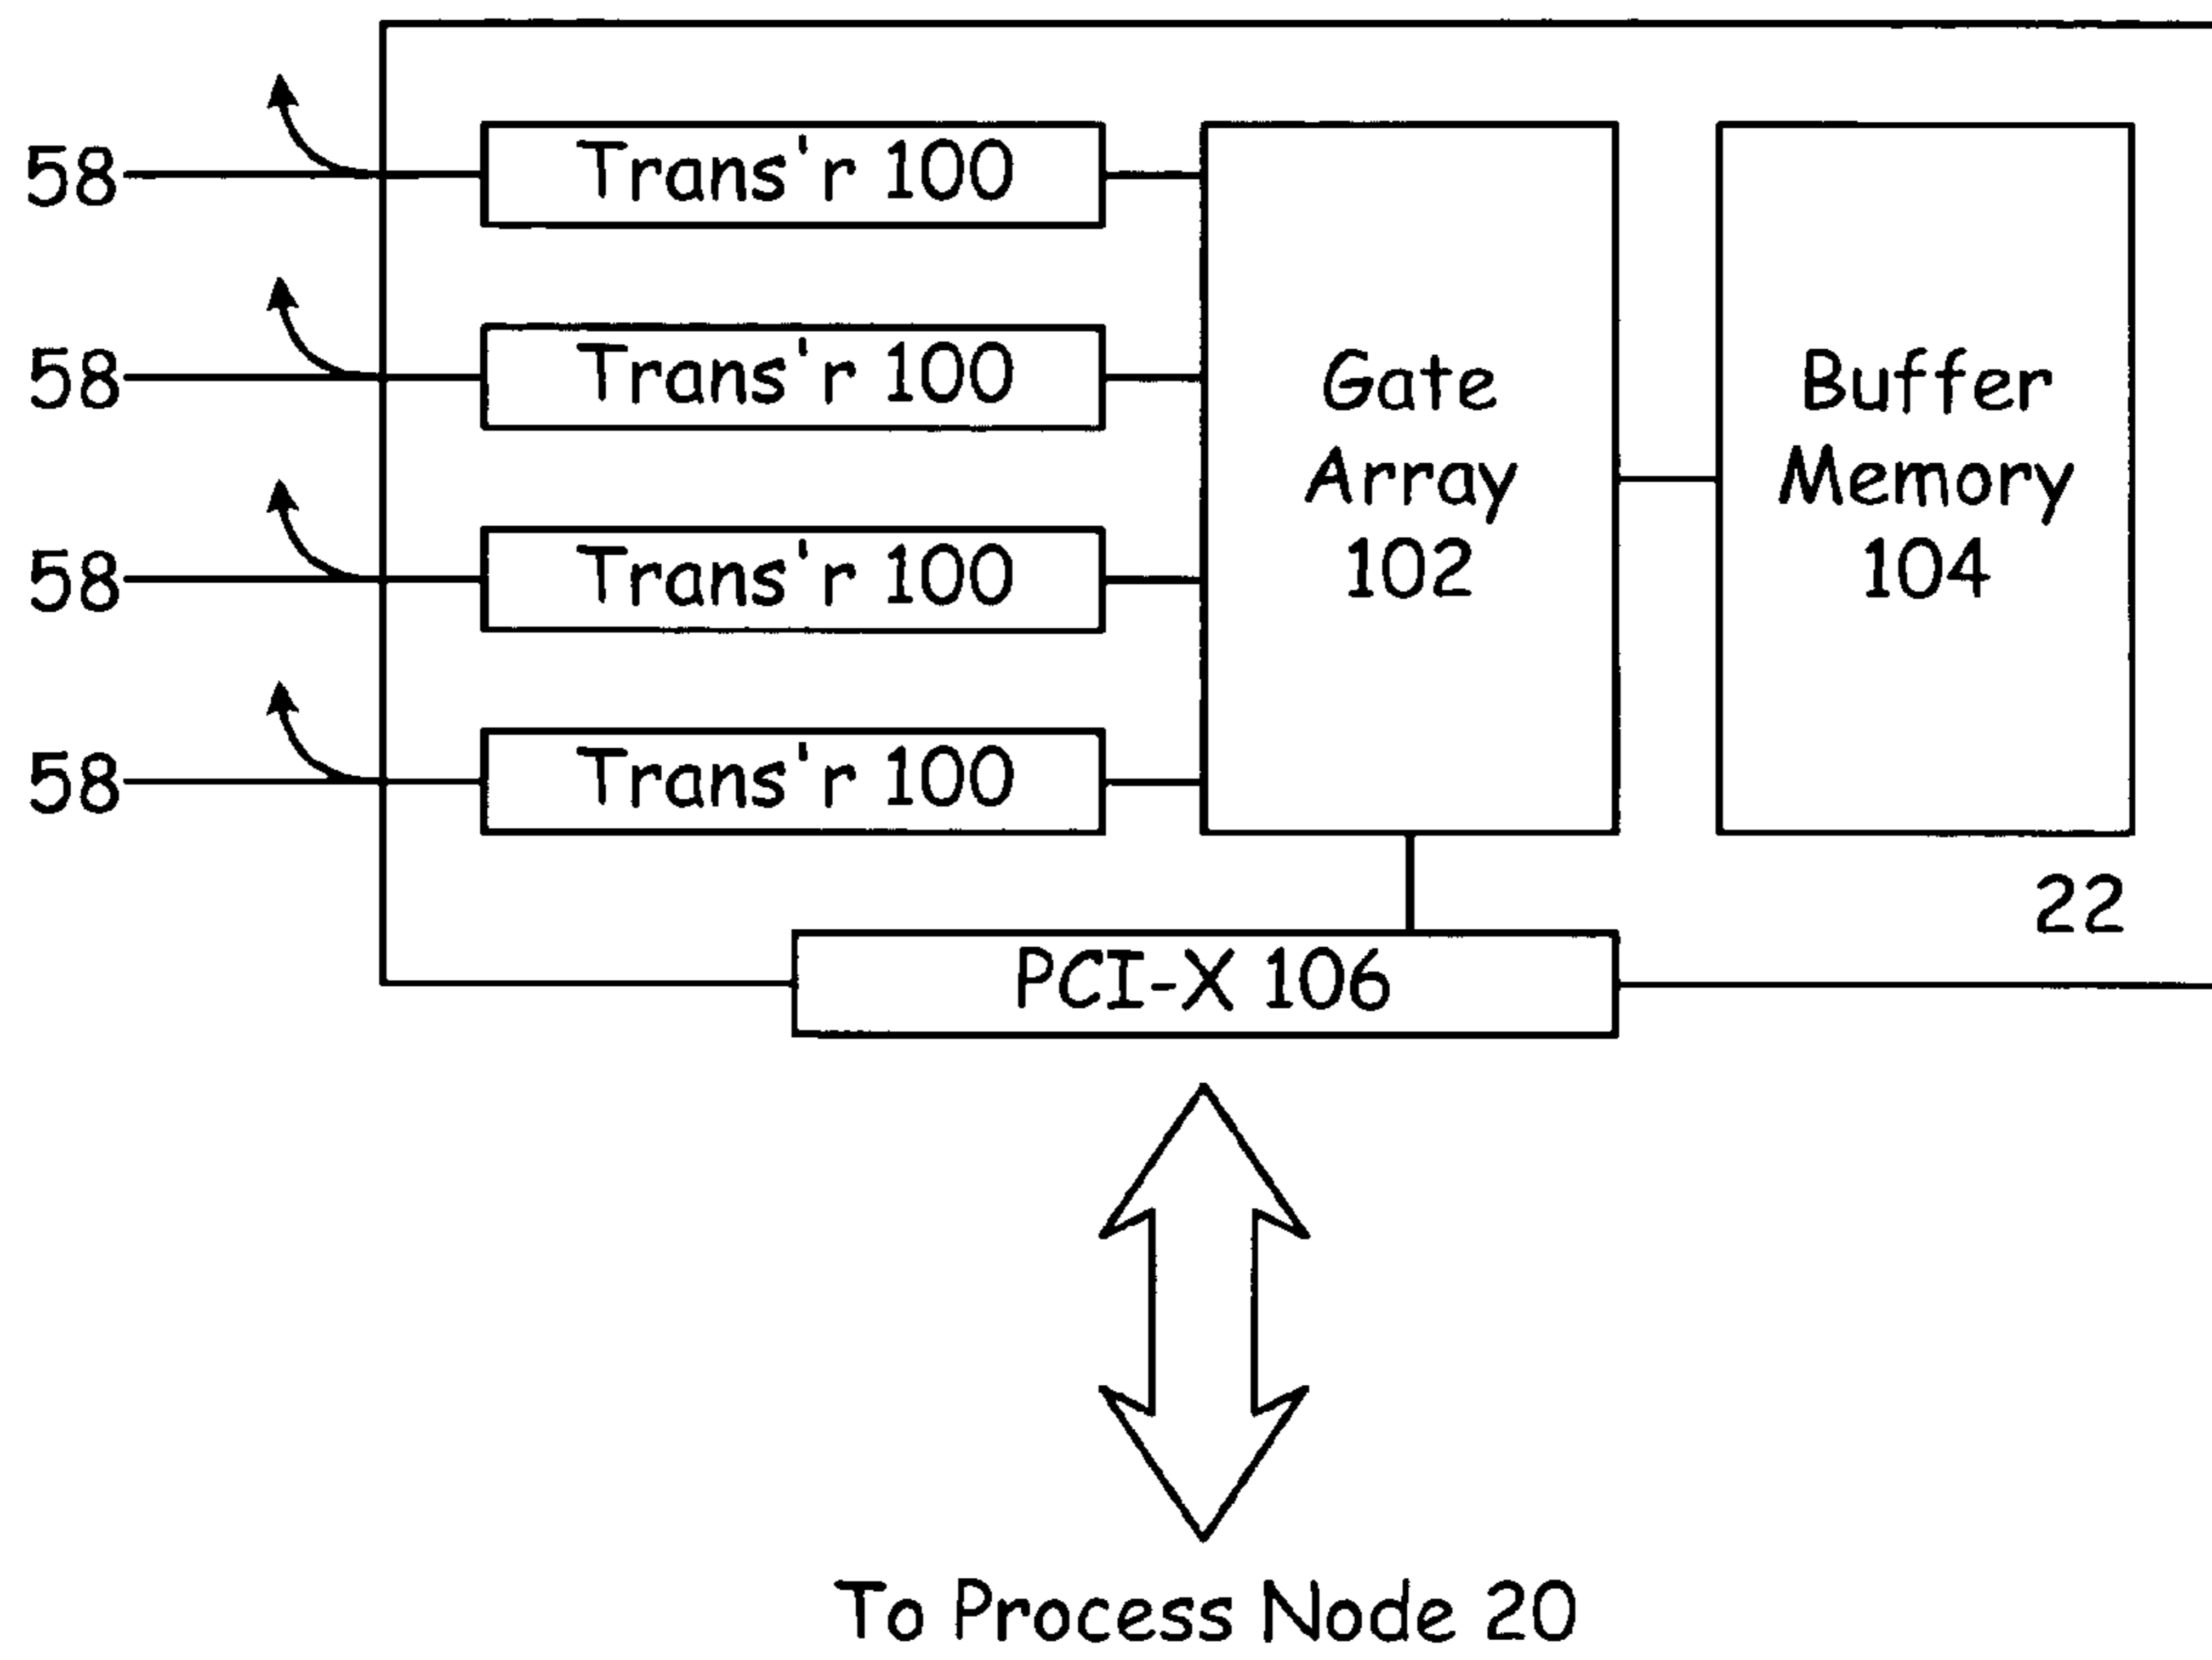 58
Trans'r 100
58
Trans'r 100
58
Trans'r 100
58
Trans'r 100
Gate
Array
102
Buffer
Memory
104
22
PCI-X 106
To Process Node 20